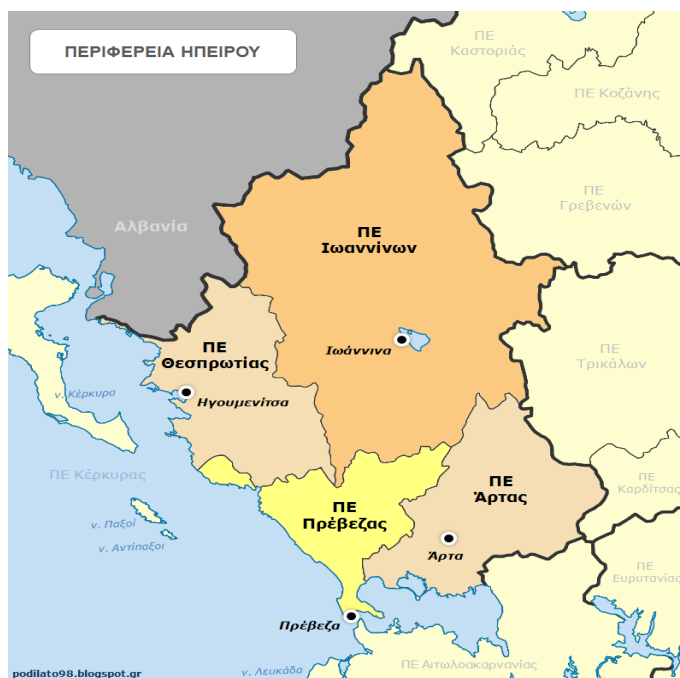 ΠΕΡΙΦΕΡΕΙΑ ΗΠΕΙΡΟΥ
ΠΕ
Καστοριάς
ΠΕ Κοζάνης
ΠΕ
Γρεβενών
Αλβανία
ΠΕ
Ιωαννίνων
Ιωάννινα
ΠΕ
Θεσπρωτίας
Ηγουμενίτσα
ΠΕ
Τρικάλων
ν. Κέρκυρα
ΠΕ Κέρκυρας
ΠΕ
Καρδίτσας
ΠΕ
Άρτας
ΠΕ
Πρέβεζας
ν. Παξοί
ν. Αντίπαξοι
Άρτα
ΠΕ
Ευρυτανίας
Πρέβεζα
ΠΕ Αιτωλοακαρνανίας
ν. Λευκάδα
podilato98.blogspot.gr